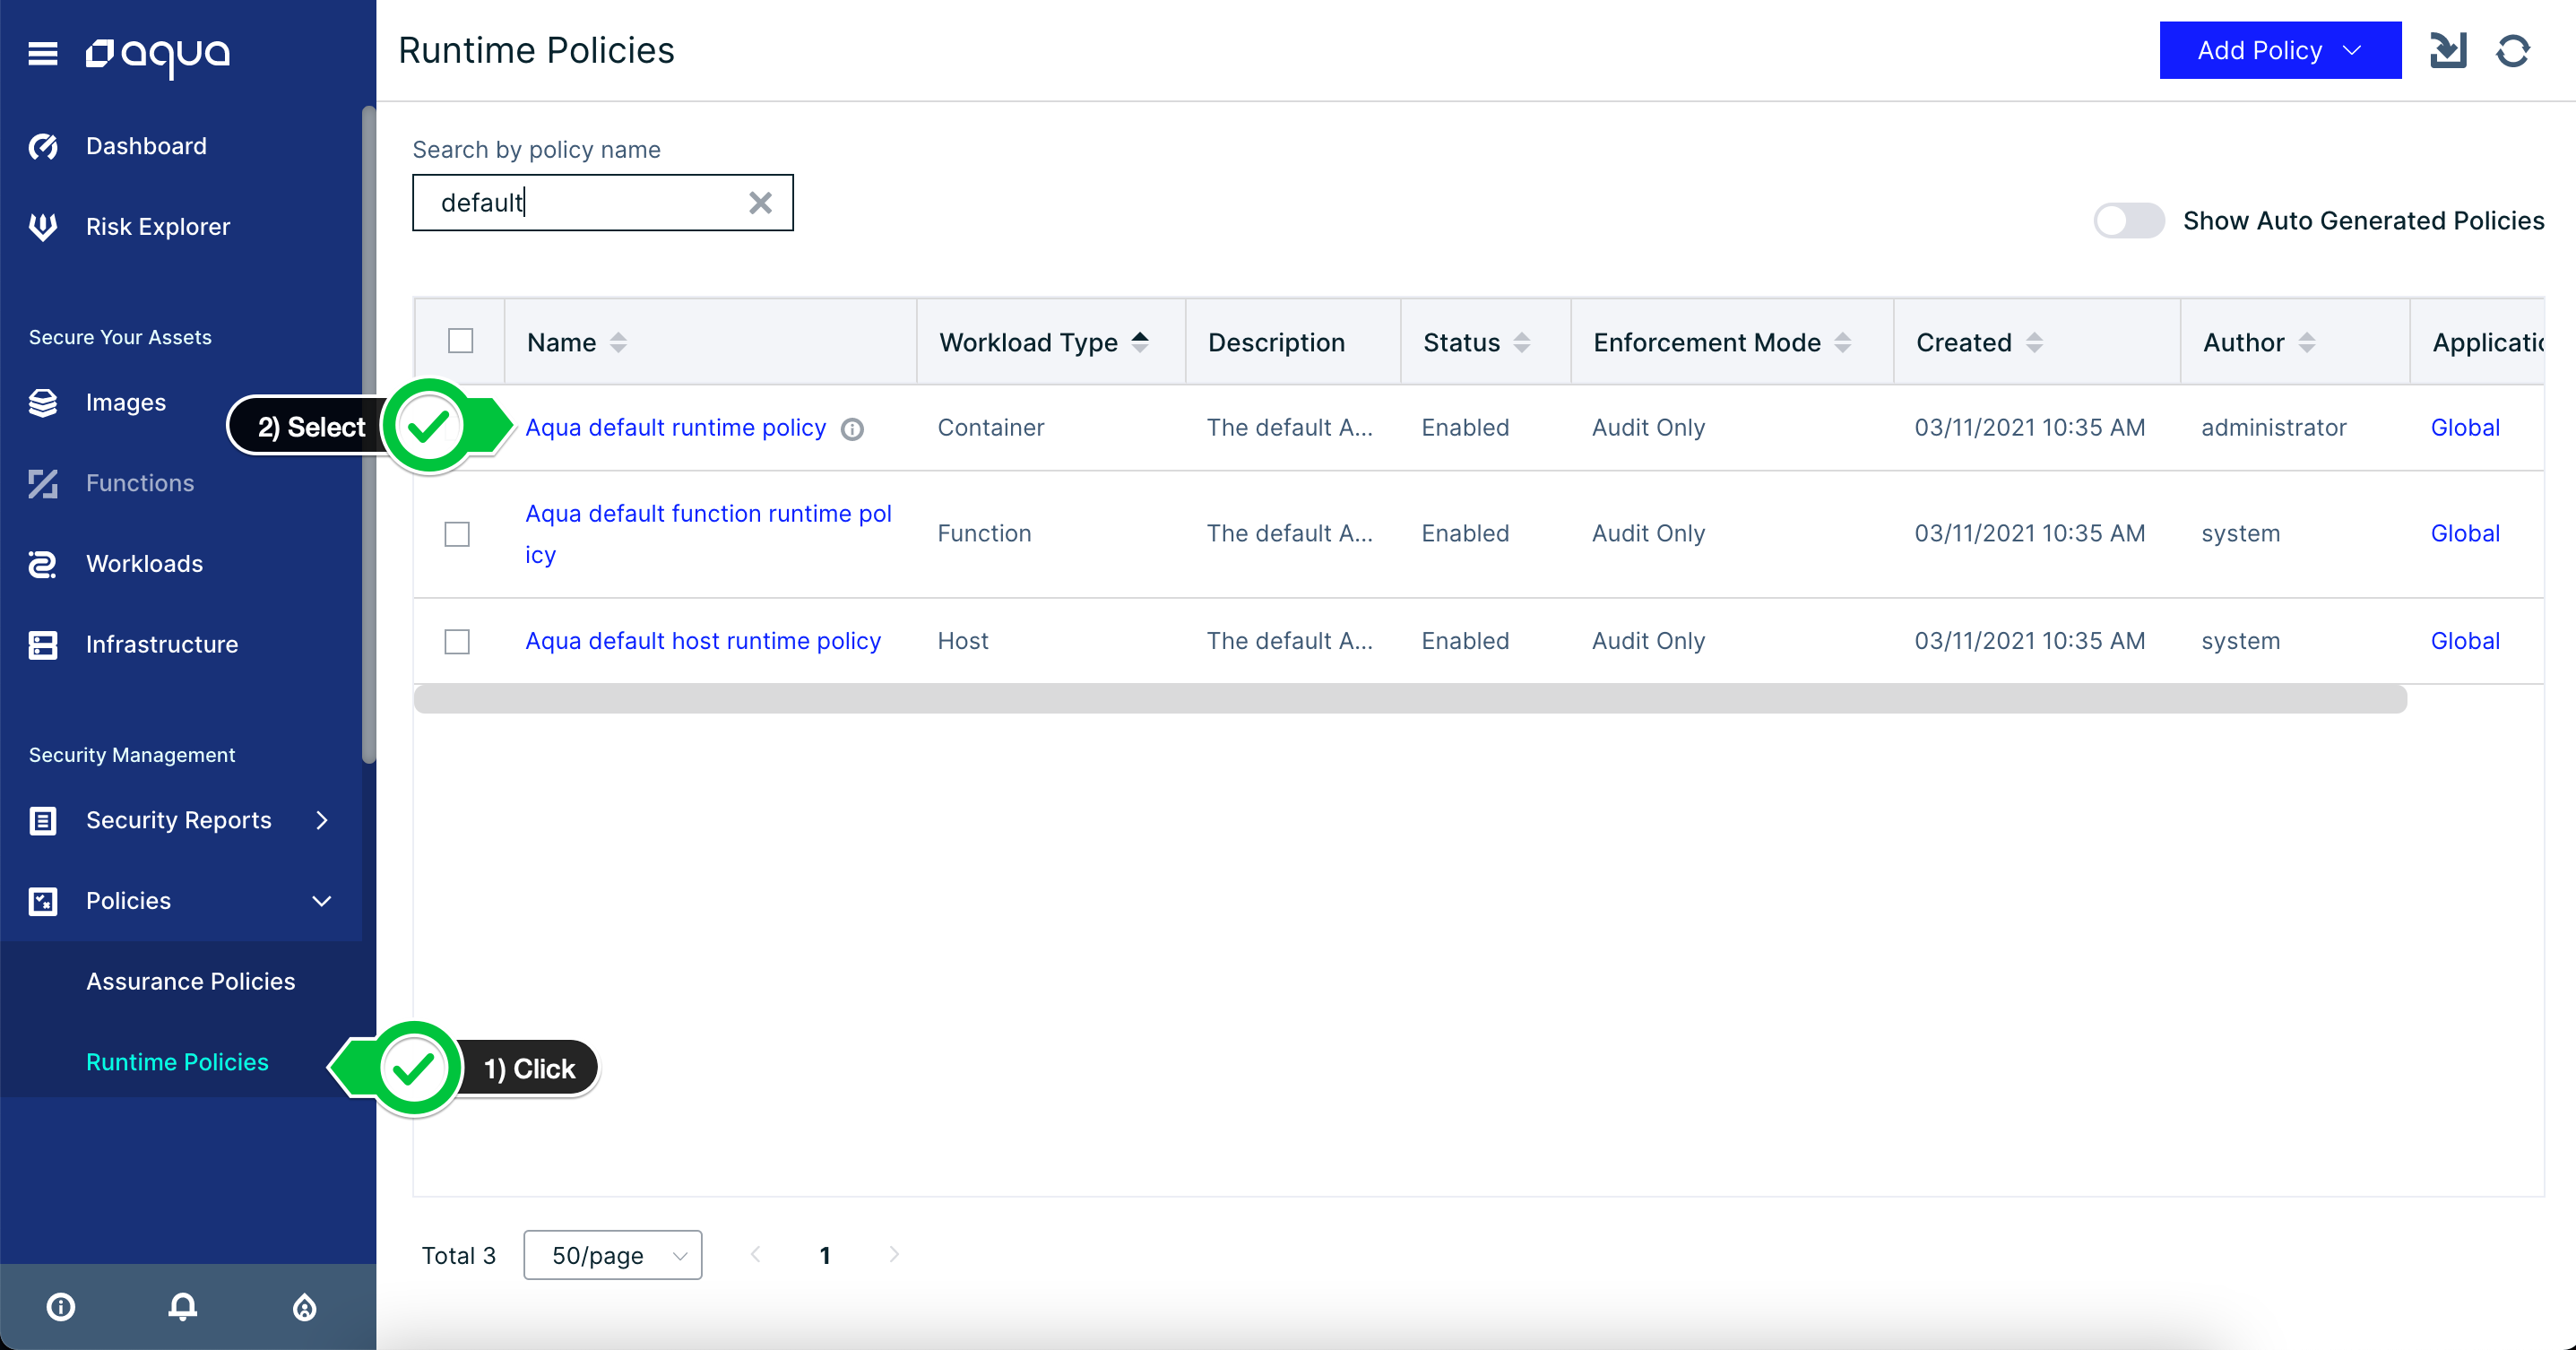 aqua
Runtime Policies
Add Policy
Dashboard
Risk Explorer
Secure Your Assets
Images
Functions
Workloads
Infrastructure
Security Management
Security Reports
Policies
Assurance Policies
Runtime Policies
Search by policy name
default
Show Auto Generated Policies
Name Workload Type Description Status Enforcement Mode Created Author Applicatio
2) Select
Aqua default runtime policy Container The default A... Enabled Audit Only 03/11/2021 10:35 AM administrator Global
Aqua default function runtime pol
icy Function The default A... Enabled Audit Only 03/11/2021 10:35 AM system Global
Aqua default host runtime policy Host The default A... Enabled Audit Only 03/11/2021 10:35 AM system Global
1) Click
Total 3 50/page 1